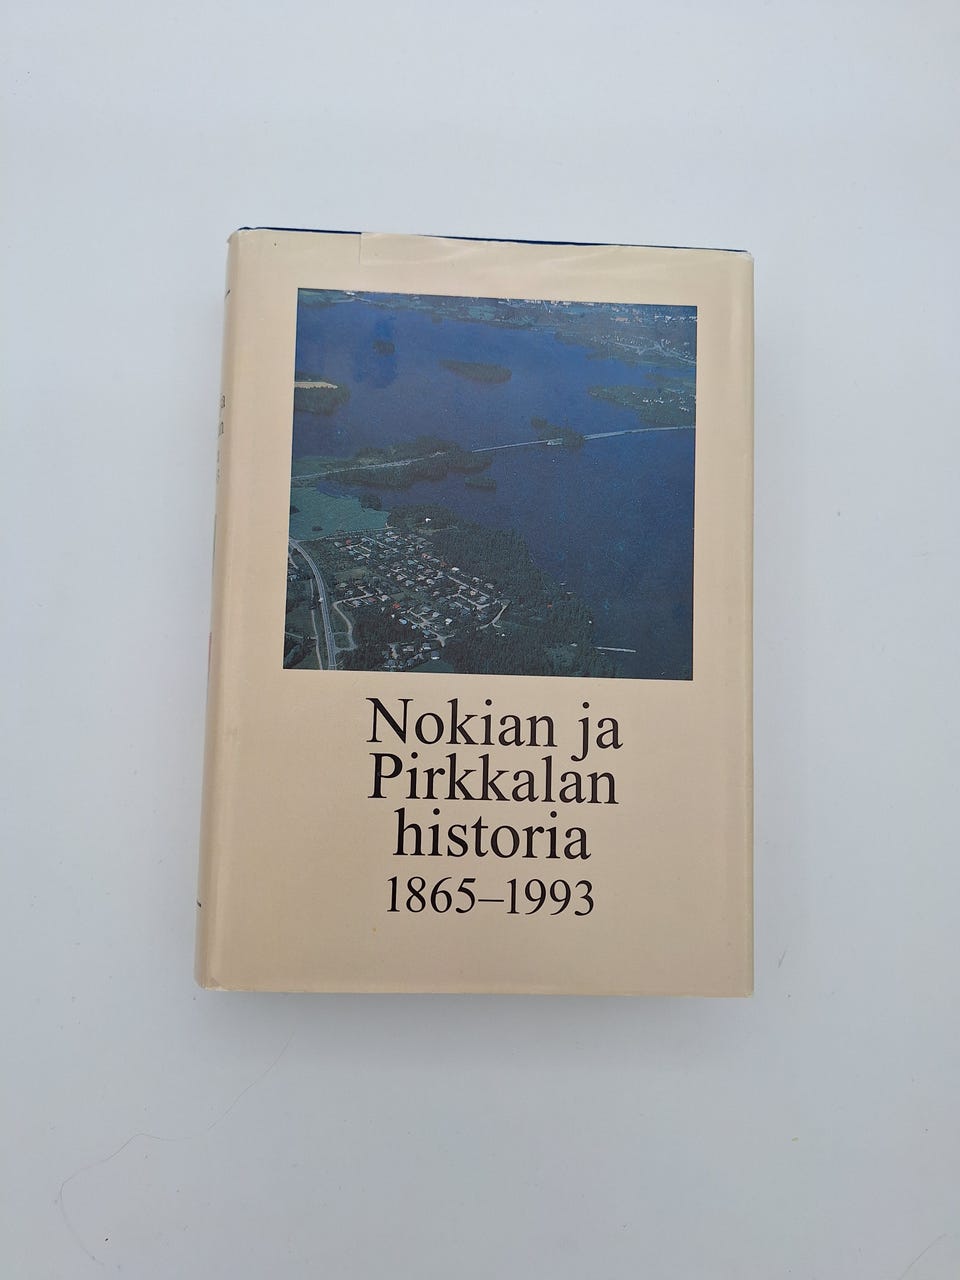 Nokian ja
Pirkkalan
historia
1865–1993